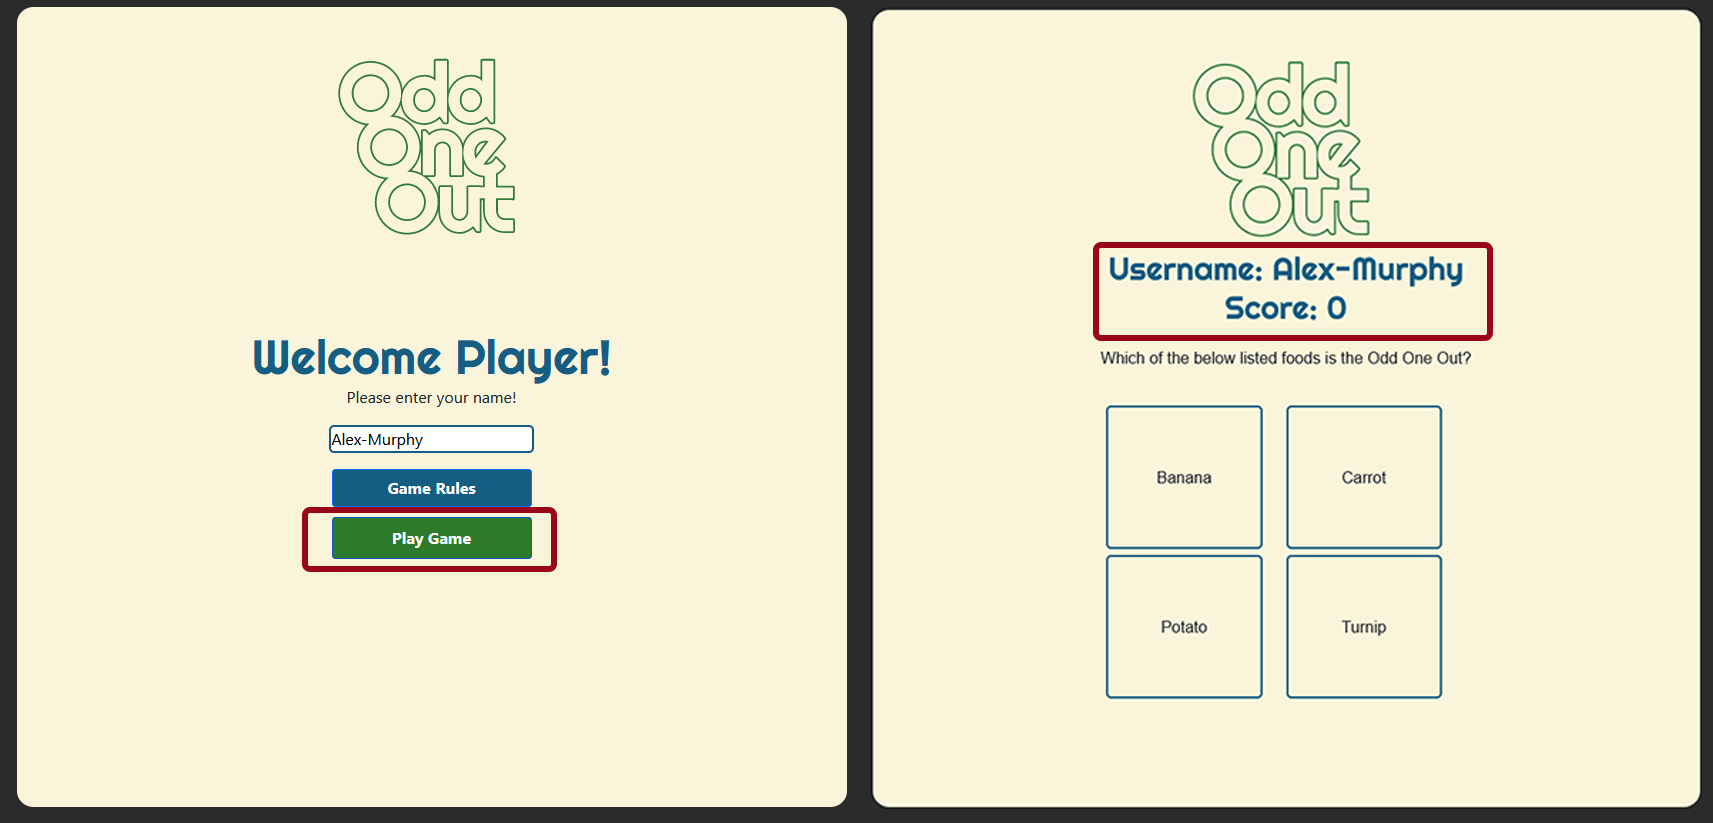 Odd
One
Out
Welcome Player!
Please enter your name!
Alex-Murphy
Game Rules
Play Game
Odd
One
Out
Username: Alex-Murphy
Score: 0
Which of the below listed foods is the Odd One Out?
Banana
Carrot
Potato
Turnip